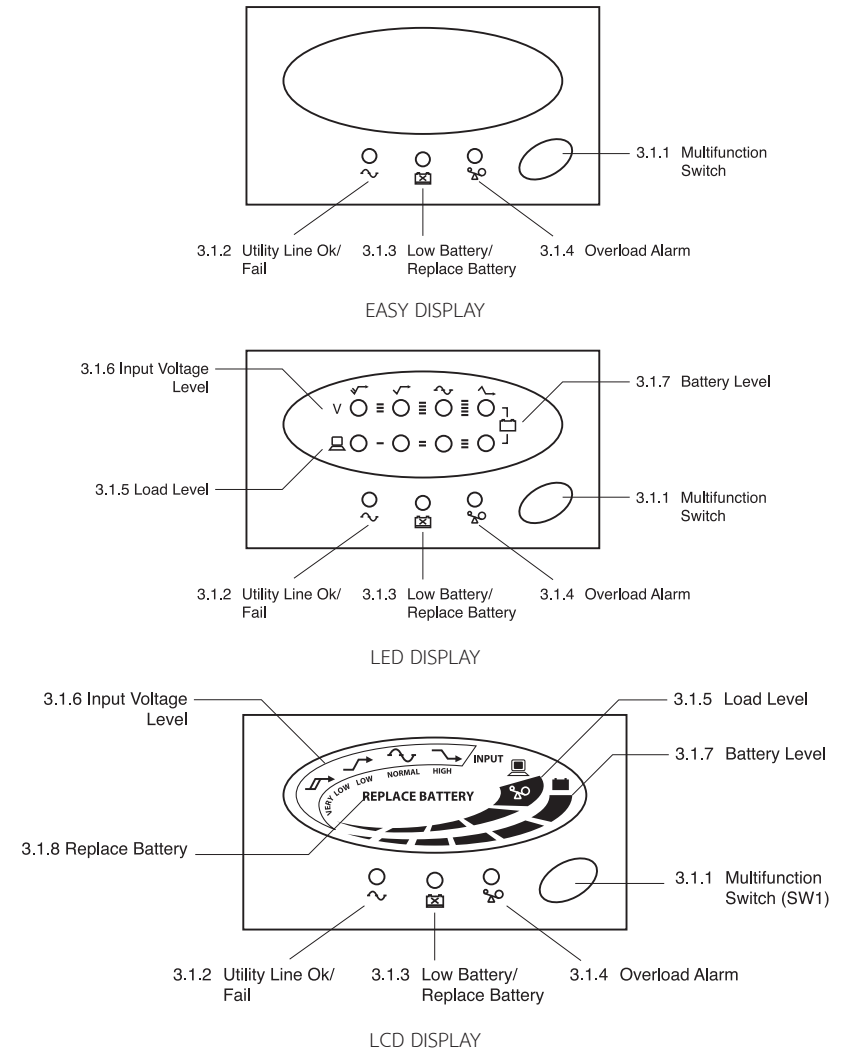 3.1.1 Multifunction
Switch
3.1.2 Utility Line Ok/
Fail
3.1.3 Low Battery/
Replace Battery
3.1.4 Overload Alarm
EASY DISPLAY
3.1.6 Input Voltage
Level
3.1.7 Battery Level
V
3.1.5 Load Level
3.1.1 Multifunction
Switch
3.1.2 Utility Line Ok/
Fail
3.1.3 Low Battery/
Replace Battery
3.1.4 Overload Alarm
LED DISPLAY
3.1.6 Input Voltage
Level
3.1.5 Load Level
3.1.7 Battery Level
INPUT
VERY LOW LOW NORMAL HIGH
REPLACE BATTERY
3.1.8 Replace Battery
3.1.1 Multifunction
Switch (SW1)
3.1.2 Utility Line Ok/
Fail
3.1.3 Low Battery/
Replace Battery
3.1.4 Overload Alarm
LCD DISPLAY